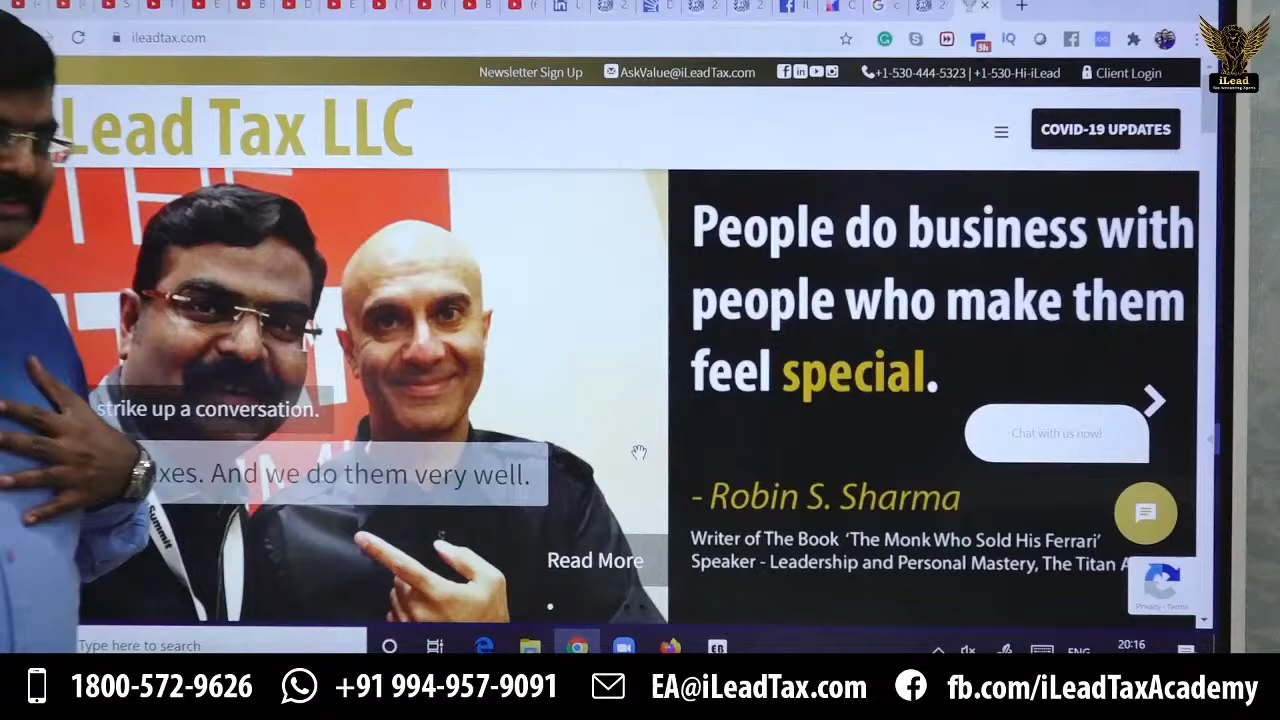 ileadtax.com
iLead
Newsletter Sign Up
AskValue@iLeadTax.com
+1-530-444-5323 | +1-530-Hi-iLead
Client Login
Lead Tax LLC
COVID-19 UPDATES
People do business with
people who make them
feel special.
strike up a conversation.
Chat with us now!
xes. And we do them very well.
- Robin S. Sharma
Summit
Writer of The Book ‘The Monk Who Sold His Ferrari’
Speaker - Leadership and Personal Mastery, The Titan A
Read More
Privacy - Terms
Type here to search
ENG
20:16
1800-572-9626
+91 994-957-9091
EA@iLeadTax.com
fb.com/iLeadTaxAcademy